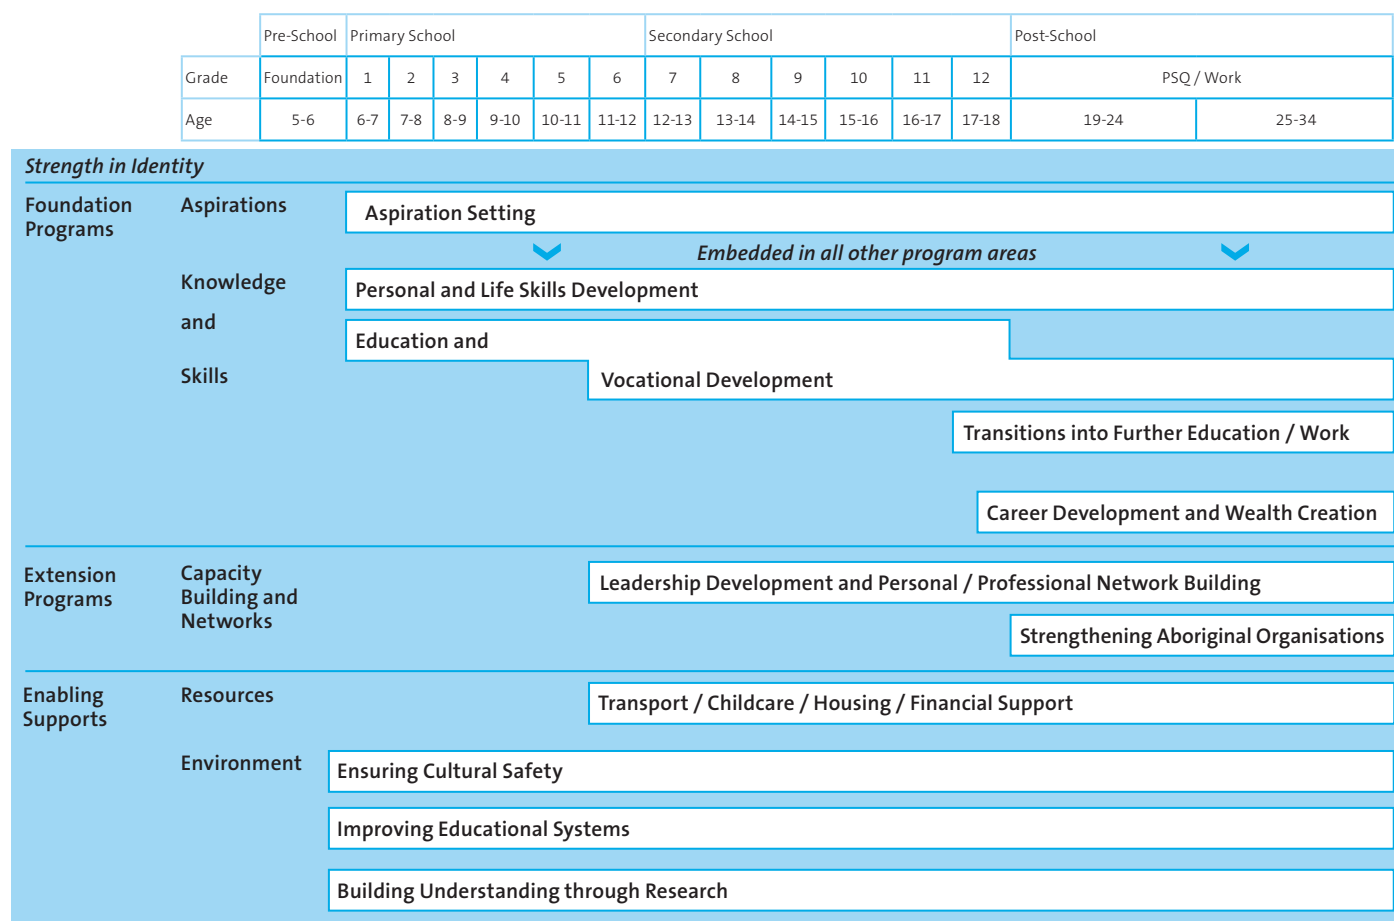 Pre-School Primary School Secondary School Post-School
Grade Foundation 1 2 3 4 5 6 7 8 9 10 11 12 PSQ / Work
Age 5-6 6-7 7-8 8-9 9-10 10-11 11-12 12-13 13-14 14-15 15-16 16-17 17-18 19-24 25-34
Strength in Identity
Foundation
Programs
Aspirations
Aspiration Setting
Embedded in all other program areas
Knowledge
and
Skills
Personal and Life Skills Development
Education and
Vocational Development
Transitions into Further Education / Work
Career Development and Wealth Creation
Extension
Programs
Capacity
Building and
Networks
Leadership Development and Personal / Professional Network Building
Strengthening Aboriginal Organisations
Enabling
Supports
Resources
Transport / Childcare / Housing / Financial Support
Environment
Ensuring Cultural Safety
Improving Educational Systems
Building Understanding through Research